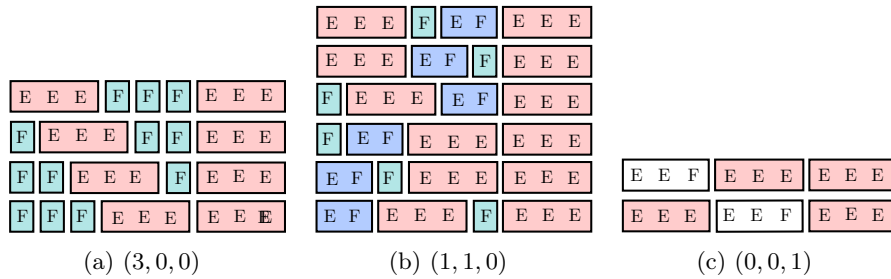 E E E F F F E E E
F E E E F F E E E
F F E E E F E E E
F F F E E E E E E
(a) (3, 0, 0)
E E E F E F E E E
E E E E F F E E E
F E E E E F E E E
F E F E E E E E E
E F F E E E E E E
E F E E E F E E E
(b) (1, 1, 0)
E E F E E E E E E
E E E E E F E E E
(c) (0, 0, 1)